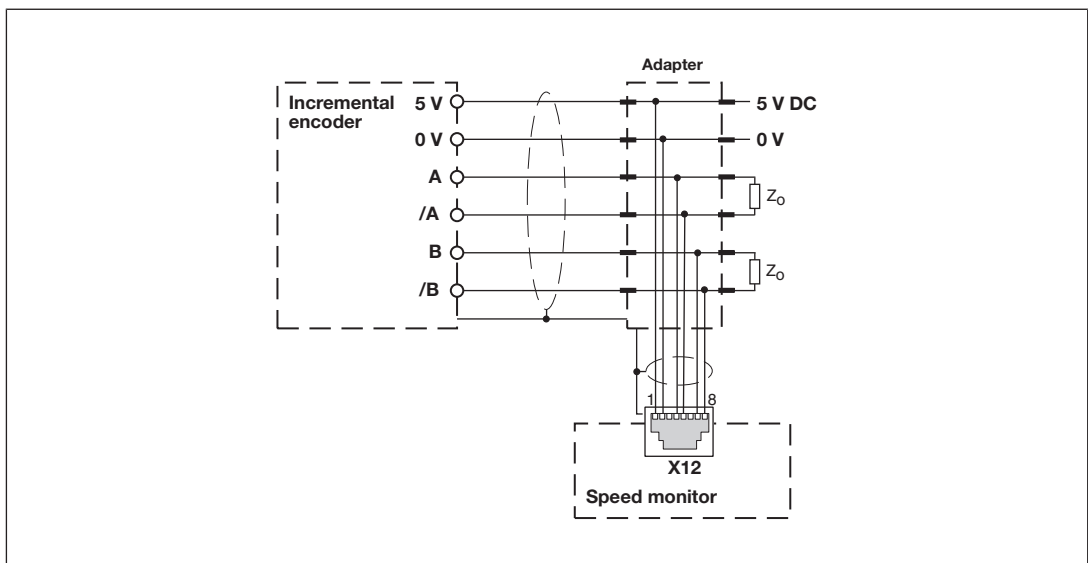 Adapter
Incremental
encoder
5 V
5 V DC
0 V
0 V
A
/A
Z0
B
/B
Z0
1
8
X12
Speed monitor